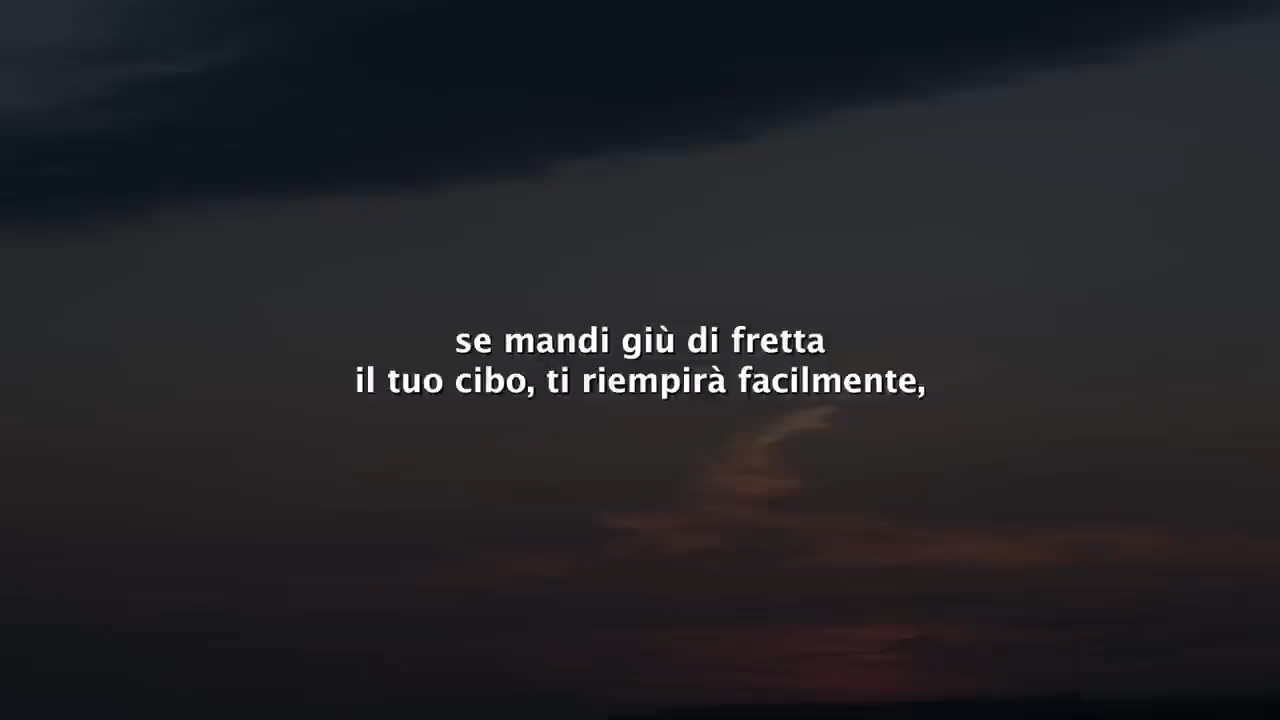 se mandi giù di fretta
il tuo cibo, ti riempirà facilmente,